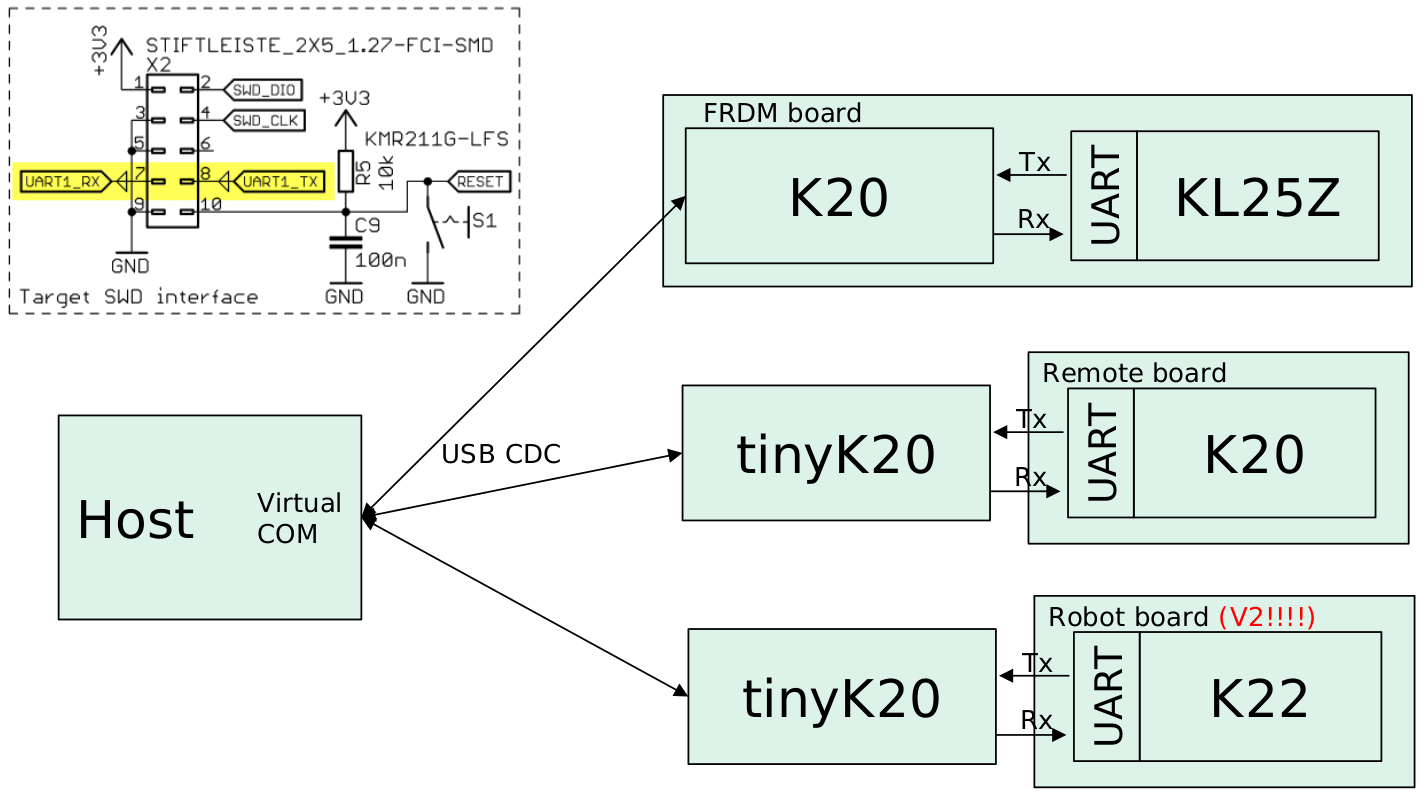 +3V3
STIFTLEISTE_2X5_1.27-FCI-SMD
X2
1 2 SWD_DIO
3 4 SWD_CLK
5 6
UART1_RX 7 8 UART1_TX
9 10
+3V3
KMR211G-LFS
R5
10k
RESET
S1
C9
100n
GND
GND
GND
Target SWD interface
Host
Virtual
COM
USB CDC
FRDM board
K20
Tx
Rx
UART
KL25Z
tinyK20
Remote board
Tx
Rx
UART
K20
tinyK20
Robot board (V2!!!!)
Tx
Rx
UART
K22